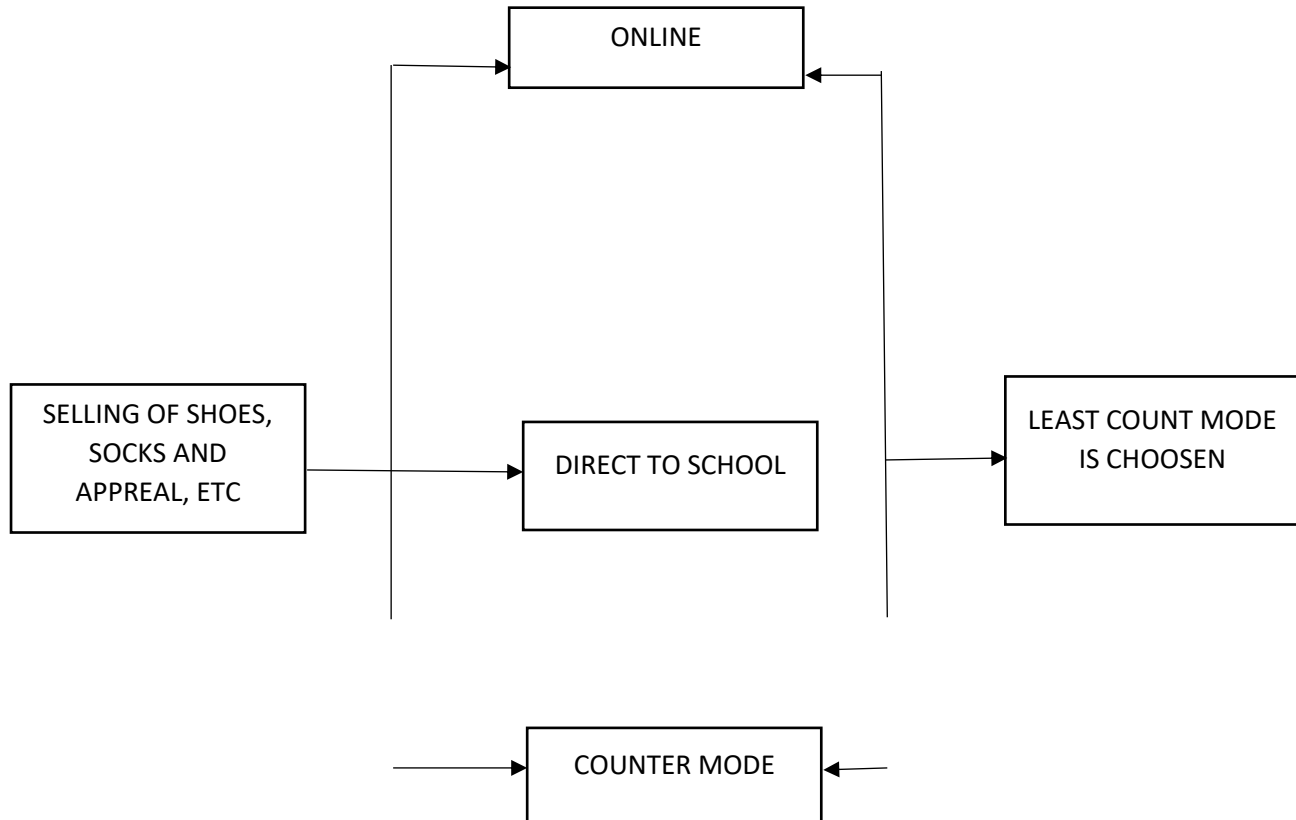 ONLINE
SELLING OF SHOES,
SOCKS AND
APPREAL, ETC
DIRECT TO SCHOOL
LEAST COUNT MODE
IS CHOOSEN
COUNTER MODE